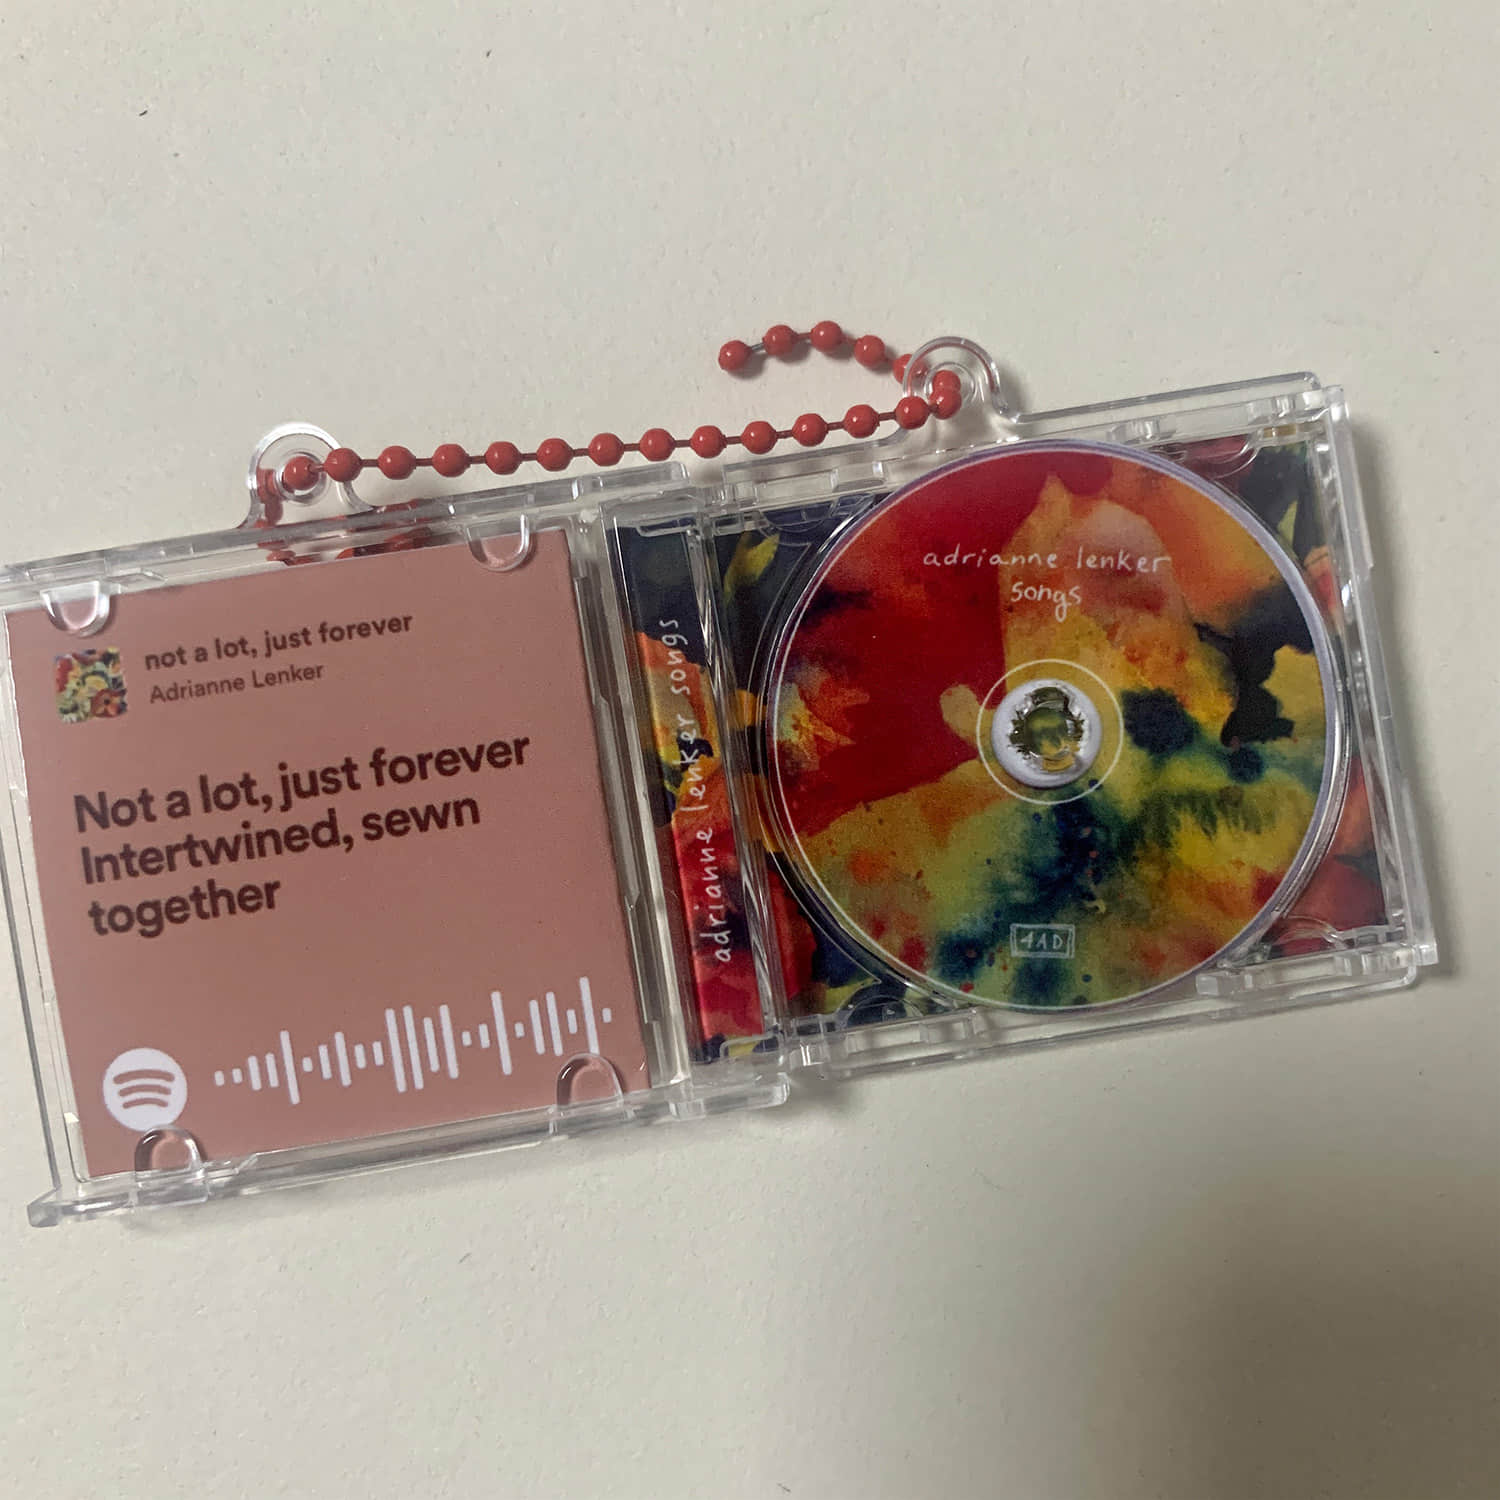 not a lot, just forever
Adrianne Lenker
Not a lot, just forever
Intertwined, sewn
together
adrianne lenker songs
adrianne lenker
songs
4AD